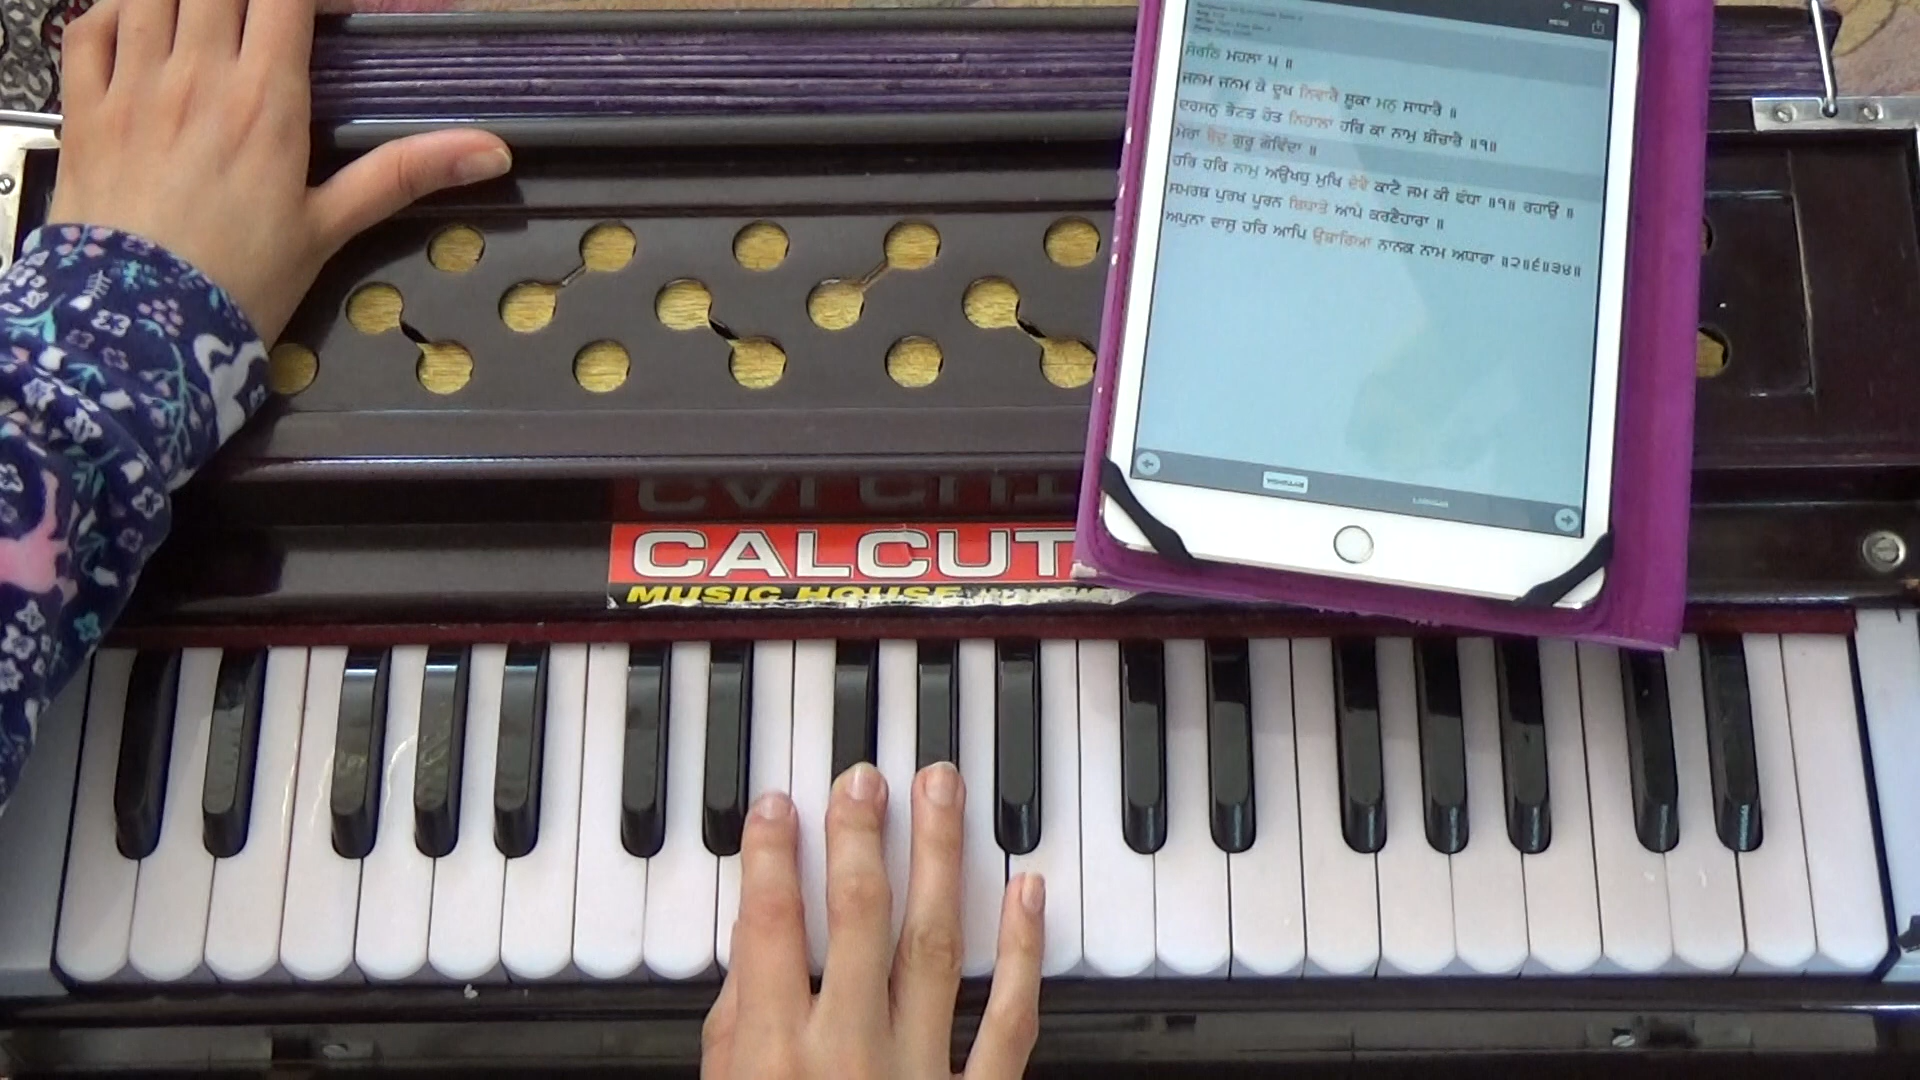 ਸੋਰਠਿ ਮਹਲਾ ੫ ॥
ਜਨਮ ਜਨਮ ਕੇ ਦੂਖ ਨਿਵਾਰੈ ਸੂਕਾ ਮਨੁ ਸਾਧਾਰੈ ॥
ਦਰਸਨੁ ਭੇਟਤ ਹੋਤ ਨਿਹਾਲਾ ਹਰਿ ਕਾ ਨਾਮੁ ਬੀਚਾਰੈ ॥੧॥
ਮੇਰਾ ਬੈਦੁ ਗੁਰੂ ਗੋਵਿੰਦਾ ॥
ਹਰਿ ਹਰਿ ਨਾਮੁ ਅਉਖਧੁ ਮੁਖਿ ਦੇਵੈ ਕਾਟੈ ਜਮ ਕੀ ਫੰਧਾ ॥੧॥ ਰਹਾਉ ॥
ਸਮਰਥ ਪੁਰਖ ਪੂਰਨ ਬਿਧਾਤੇ ਆਪੇ ਕਰਣੈਹਾਰਾ ॥
ਅਪੁਨਾ ਦਾਸੁ ਹਰਿ ਆਪਿ ਉਬਾਰਿਆ ਨਾਨਕ ਨਾਮ ਅਧਾਰਾ ॥੨॥੬॥੩੪॥
CALCUT
MUSIC HOUSE